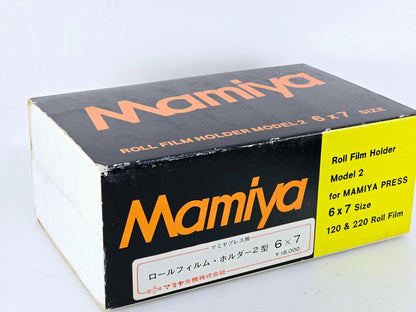 Mamiya
ROLL FILM HOLDER MODEL 2 6 x 7 SIZE
Mamiya
マミヤプレス用
ロールフィルム・ホルダー2型 6×7
¥18,000
マミヤ光機株式会社
Roll Film Holder
Model 2
for MAMIYA PRESS
6 x 7 Size
120 & 220 Roll Film